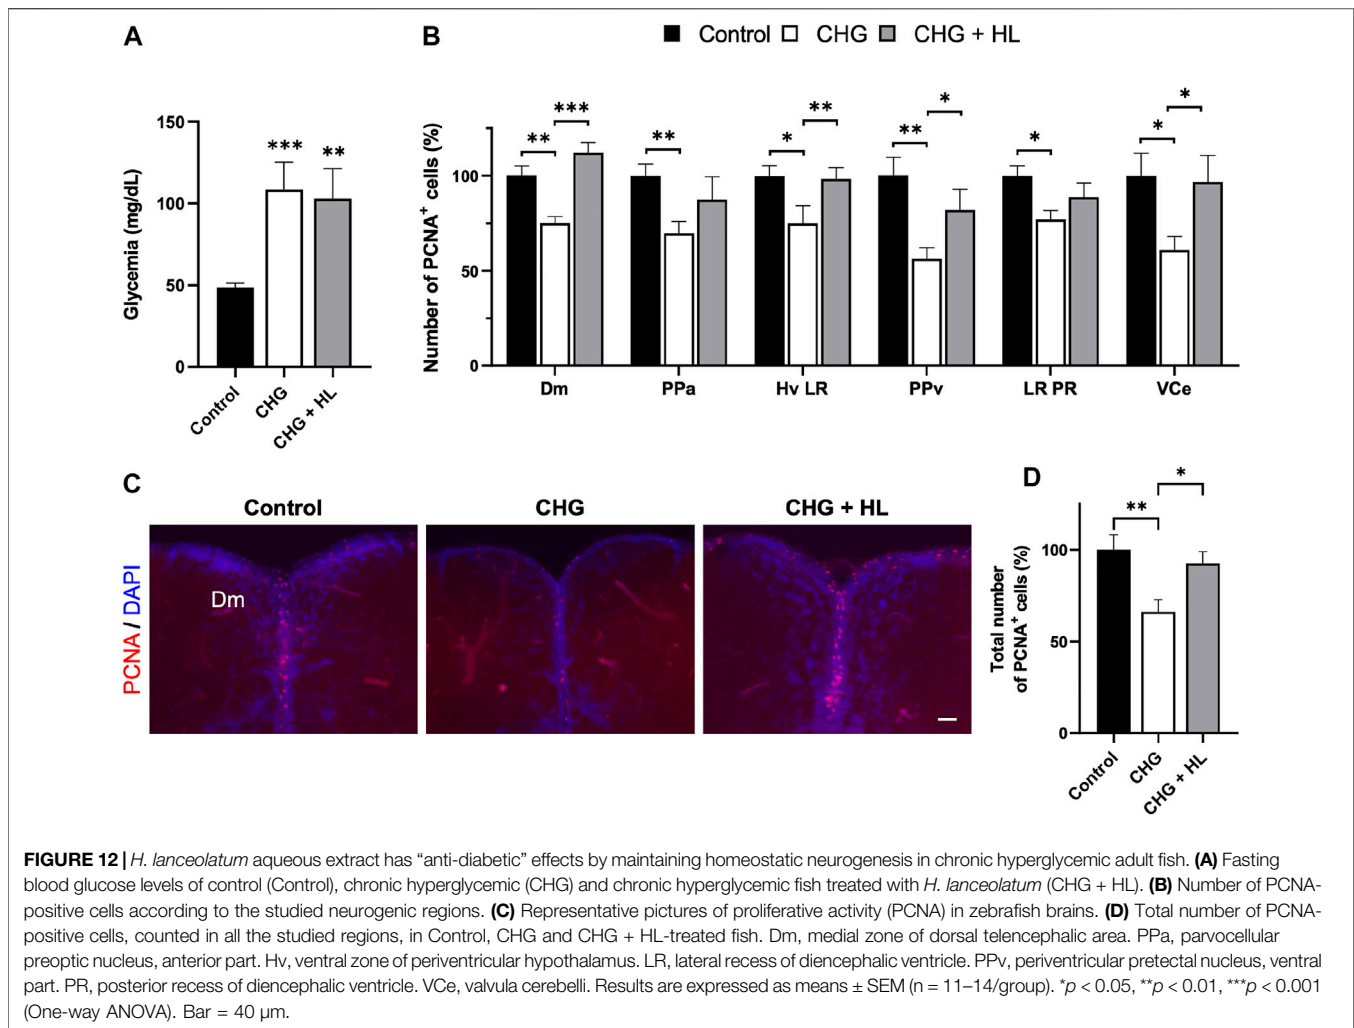 A
B
Control CHG CHG + HL
Glycemia (mg/dL)
150
100
50
0
***
**
Control
CHG
CHG + HL
Number of PCNA+ cells (%)
100
50
0
** ***
**
* **
** *
*
* *
Dm PPa Hv LR PPv LR PR VCe
C
Control CHG CHG + HL
PCNA / DAPI
Dm
D
Total number
of PCNA+ cells (%)
100
50
0
** *
Control
CHG
CHG + HL
FIGURE 12 | H. lanceolatum aqueous extract has “anti-diabetic” effects by maintaining homeostatic neurogenesis in chronic hyperglycemic adult fish. (A) Fasting
blood glucose levels of control (Control), chronic hyperglycemic (CHG) and chronic hyperglycemic fish treated with H. lanceolatum (CHG + HL). (B) Number of PCNA-
positive cells according to the studied neurogenic regions. (C) Representative pictures of proliferative activity (PCNA) in zebrafish brains. (D) Total number of PCNA-
positive cells, counted in all the studied regions, in Control, CHG and CHG + HL-treated fish. Dm, medial zone of dorsal telencephalic area. PPa, parvocellular
preoptic nucleus, anterior part. Hv, ventral zone of periventricular hypothalamus. LR, lateral recess of diencephalic ventricle. PPv, periventricular pretectal nucleus, ventral
part. PR, posterior recess of diencephalic ventricle. VCe, valvula cerebelli. Results are expressed as means ± SEM (n = 11–14/group). *p < 0.05, **p < 0.01, ***p < 0.001
(One-way ANOVA). Bar = 40 µm.